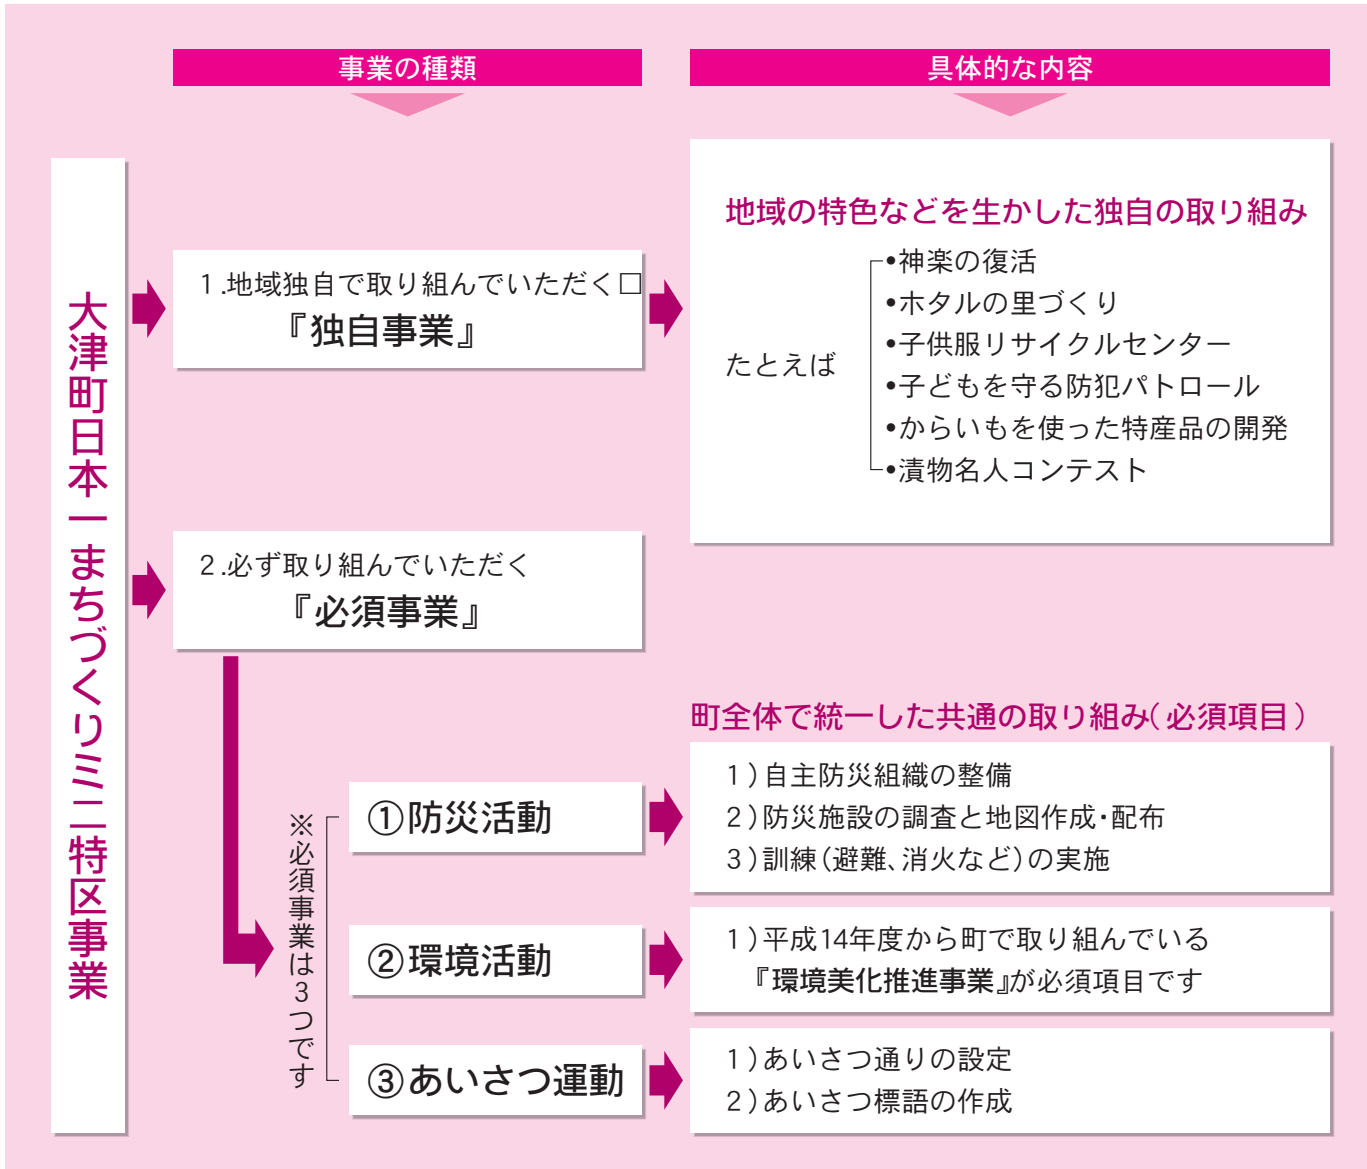 事業の種類
具体的な内容
大津町日本一まちづくりミニ特区事業
1.地域独自で取り組んでいただく□
『独自事業』
地域の特色などを生かした独自の取り組み
たとえば
•神楽の復活
•ホタルの里づくり
•子供服リサイクルセンター
•子どもを守る防犯パトロール
•からいもを使った特産品の開発
•漬物名人コンテスト
2.必ず取り組んでいただく
『必須事業』
※必須事業は3つです
町全体で統一した共通の取り組み(必須項目)
①防災活動
1)自主防災組織の整備
2)防災施設の調査と地図作成・配布
3)訓練(避難、消火など)の実施
②環境活動
1)平成14年度から町で取り組んでいる
『環境美化推進事業』が必須項目です
③あいさつ運動
1)あいさつ通りの設定
2)あいさつ標語の作成